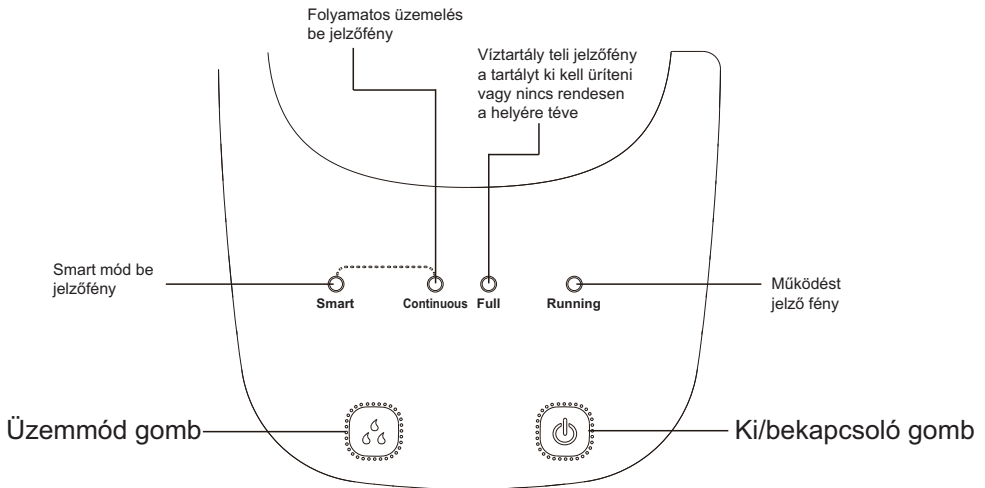 Folyamatos üzemelés
be jelzőfény
Víztartály teli jelzőfény
a tartályt ki kell üríteni
vagy nincs rendesen
a helyére téve
Smart mód be
jelzőfény
Smart
Continuous
Full
Running
Működést
jelző fény
Üzemmód gomb
Ki/bekapcsoló gomb